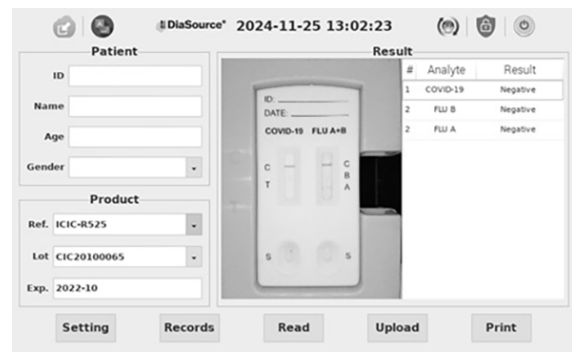 DiaSource® 2024-11-25 13:02:23
Patient
ID
Name
Age
Gender
Product
Ref. ICIC-R525
Lot CIC20100065
Exp. 2022-10
Result
ID:
DATE:
COVID-19 FLU A+B
C C
B
T A
S S
# Analyte Result
1 COVID-19 Negative
2 FLU B Negative
2 FLU A Negative
Setting Records Read Upload Print